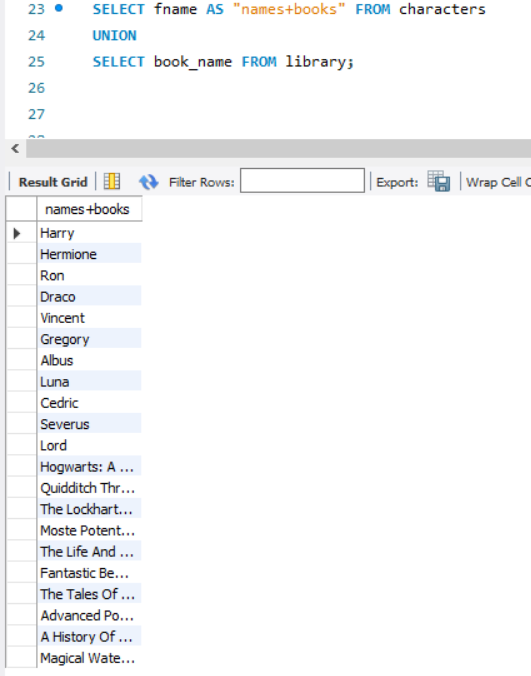 23 SELECT fname AS "names+books" FROM characters
24 UNION
25 SELECT book_name FROM library;
26
27
Result Grid Filter Rows: Export: Wrap Cell
names+books
Harry
Hermione
Ron
Draco
Vincent
Gregory
Albus
Luna
Cedric
Severus
Lord
Hogwarts: A ...
Quidditch Thr...
The Lockhart...
Moste Potent...
The Life And ...
Fantastic Be...
The Tales Of ...
Advanced Po...
A History Of ...
Magical Wate...